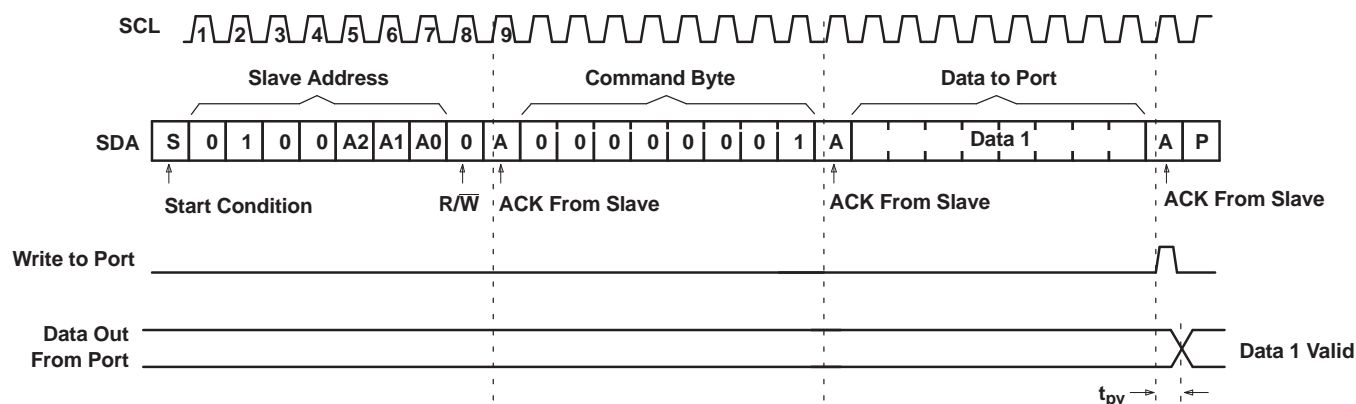 SCL 1 2 3 4 5 6 7 8 9
Slave Address Command Byte Data to Port
SDA S 0 1 0 0 A2 A1 A0 0 A 0 0 0 0 0 0 0 1 A Data 1 A P
Start Condition R/W̅ ACK From Slave ACK From Slave ACK From Slave
Write to Port
Data Out
From Port
Data 1 Valid
tpv